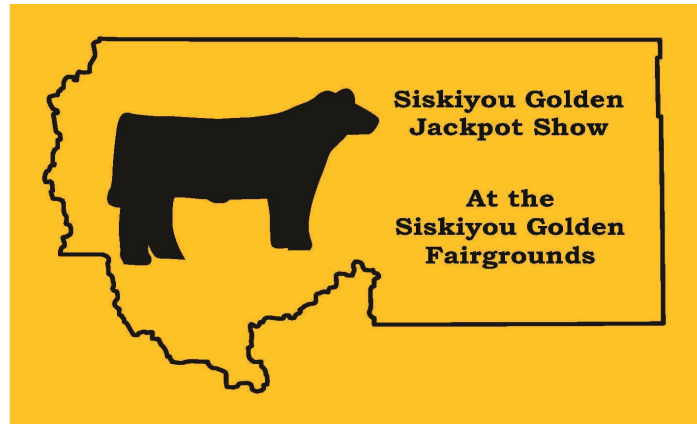 Siskiyou Golden
Jackpot Show
At the
Siskiyou Golden
Fairgrounds